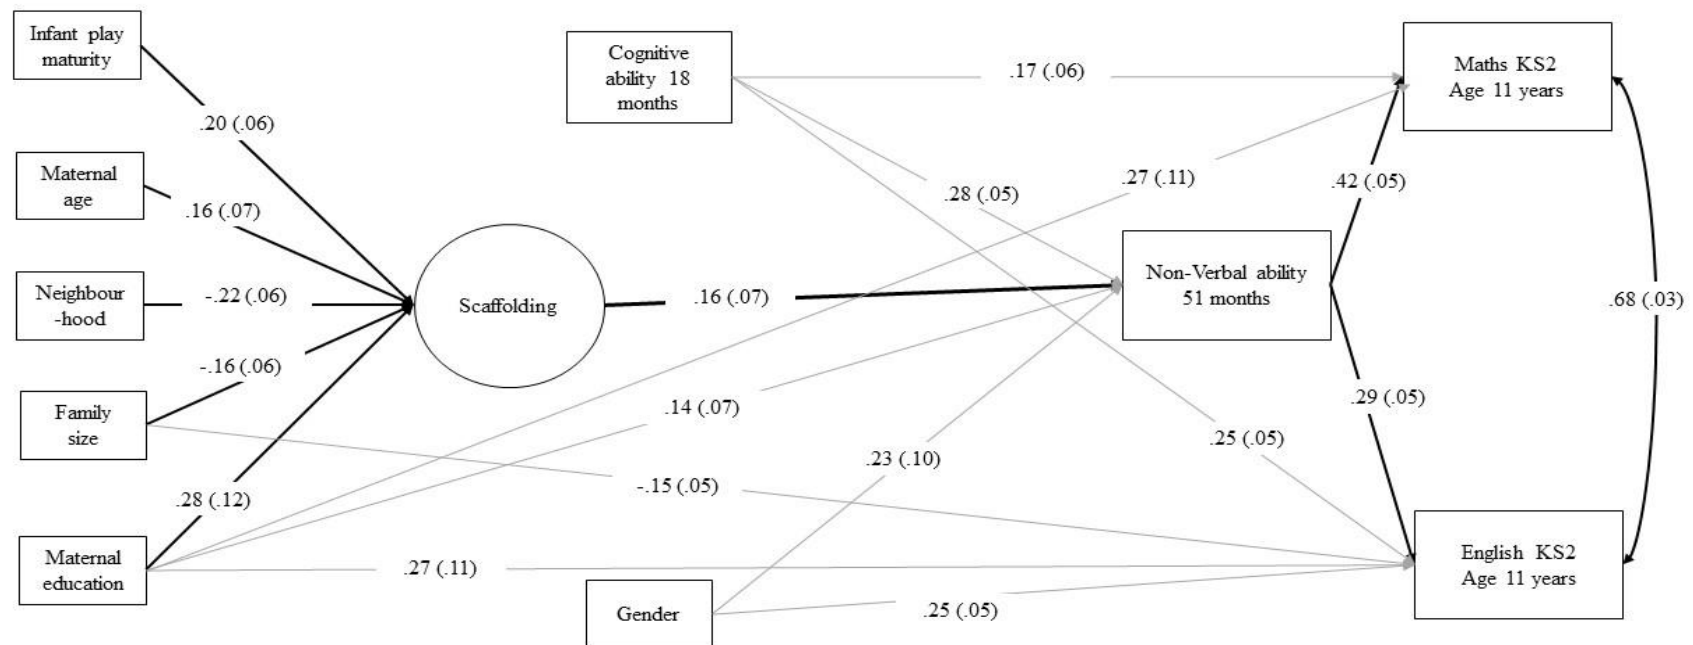 Infant play
maturity
.20 (.06)
Maternal
age
.16 (.07)
Neighbour
-hood
-.22 (.06)
Family
size
-.16 (.06)
Maternal
education
.28 (.12)
Scaffolding
.16 (.07)
Cognitive
ability 18
months
.17 (.06)
.28 (.05)
.27 (.11)
.14 (.07)
.23 (.10)
-.15 (.05)
.27 (.11)
Gender
.25 (.05)
.25 (.05)
Non-Verbal ability
51 months
.42 (.05)
.29 (.05)
Maths KS2
Age 11 years
.68 (.03)
English KS2
Age 11 years